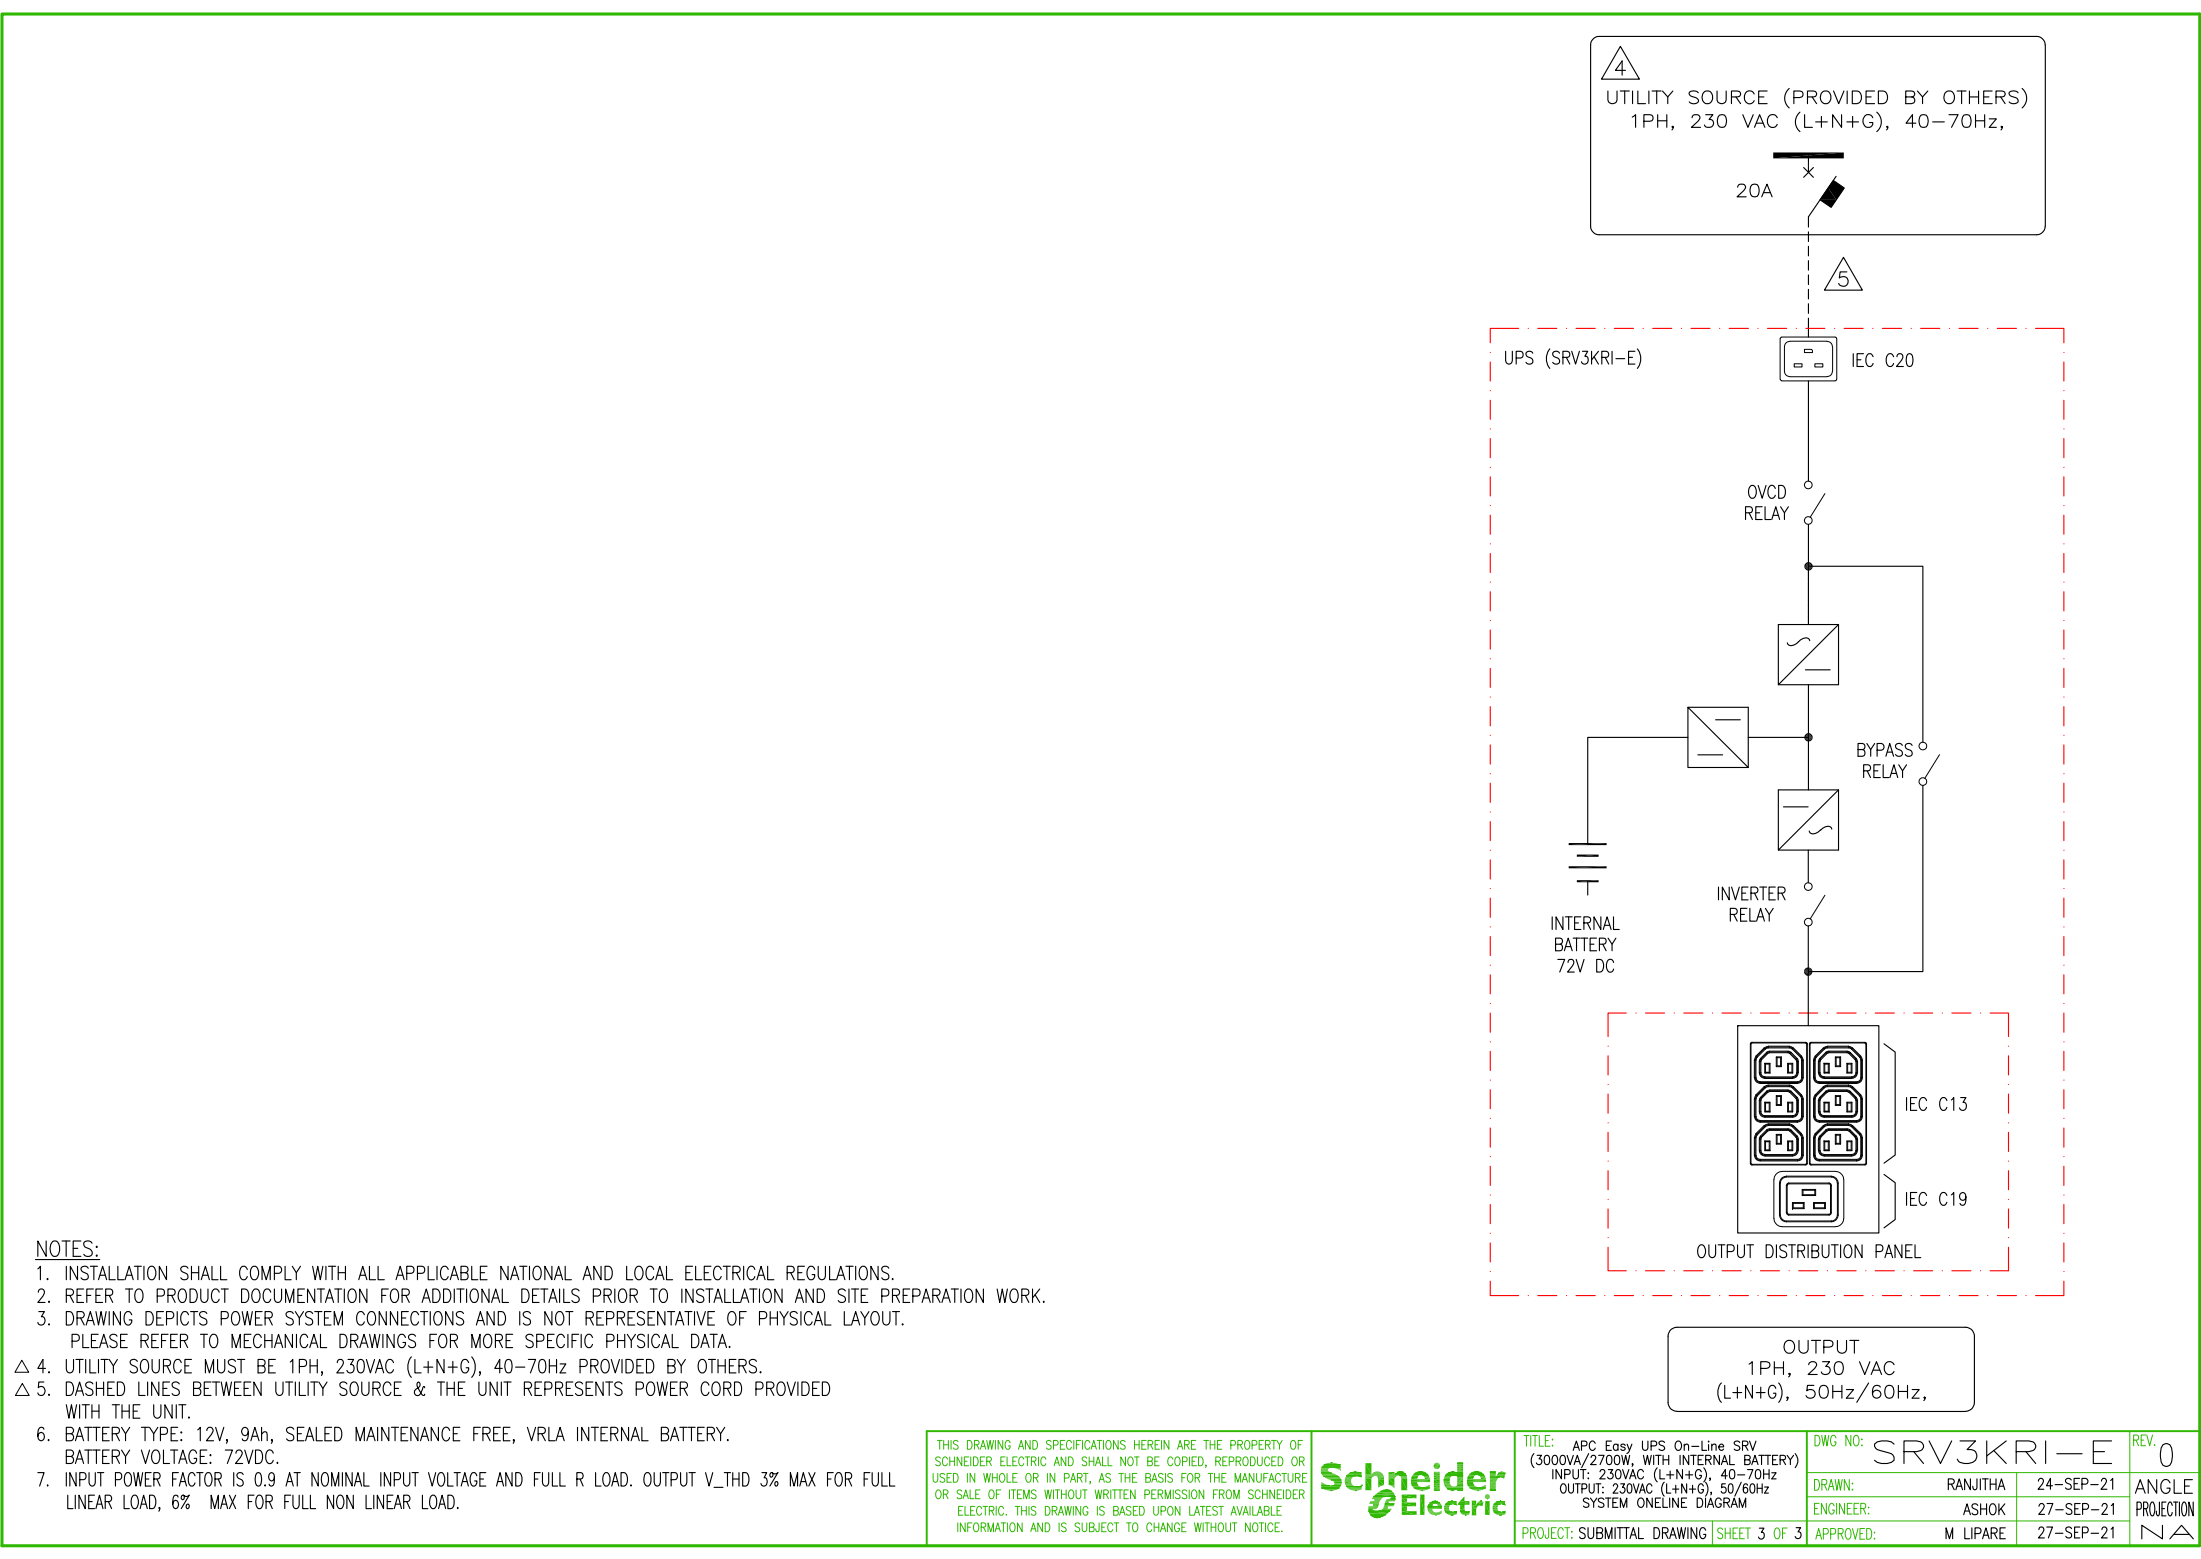 4
UTILITY SOURCE (PROVIDED BY OTHERS)
1PH, 230 VAC (L+N+G), 40-70Hz,
20A
5
UPS (SRV3KRI-E)
IEC C20
OVCD
RELAY
BYPASS
RELAY
INVERTER
RELAY
INTERNAL
BATTERY
72V DC
IEC C13
IEC C19
OUTPUT DISTRIBUTION PANEL
OUTPUT
1PH, 230 VAC
(L+N+G), 50Hz/60Hz,
NOTES:
1. INSTALLATION SHALL COMPLY WITH ALL APPLICABLE NATIONAL AND LOCAL ELECTRICAL REGULATIONS.
2. REFER TO PRODUCT DOCUMENTATION FOR ADDITIONAL DETAILS PRIOR TO INSTALLATION AND SITE PREPARATION WORK.
3. DRAWING DEPICTS POWER SYSTEM CONNECTIONS AND IS NOT REPRESENTATIVE OF PHYSICAL LAYOUT.
PLEASE REFER TO MECHANICAL DRAWINGS FOR MORE SPECIFIC PHYSICAL DATA.
△ 4. UTILITY SOURCE MUST BE 1PH, 230VAC (L+N+G), 40-70Hz PROVIDED BY OTHERS.
△ 5. DASHED LINES BETWEEN UTILITY SOURCE & THE UNIT REPRESENTS POWER CORD PROVIDED
WITH THE UNIT.
6. BATTERY TYPE: 12V, 9Ah, SEALED MAINTENANCE FREE, VRLA INTERNAL BATTERY.
BATTERY VOLTAGE: 72VDC.
7. INPUT POWER FACTOR IS 0.9 AT NOMINAL INPUT VOLTAGE AND FULL R LOAD. OUTPUT V_THD 3% MAX FOR FULL
LINEAR LOAD, 6% MAX FOR FULL NON LINEAR LOAD.
THIS DRAWING AND SPECIFICATIONS HEREIN ARE THE PROPERTY OF
SCHNEIDER ELECTRIC AND SHALL NOT BE COPIED, REPRODUCED OR
USED IN WHOLE OR IN PART, AS THE BASIS FOR THE MANUFACTURE
OR SALE OF ITEMS WITHOUT WRITTEN PERMISSION FROM SCHNEIDER
ELECTRIC. THIS DRAWING IS BASED UPON LATEST AVAILABLE
INFORMATION AND IS SUBJECT TO CHANGE WITHOUT NOTICE.
Schneider
Electric
TITLE: APC Easy UPS On-Line SRV
(3000VA/2700W, WITH INTERNAL BATTERY)
INPUT: 230VAC (L+N+G), 40-70Hz
OUTPUT: 230VAC (L+N+G), 50/60Hz
SYSTEM ONELINE DIAGRAM
PROJECT: SUBMITTAL DRAWING SHEET 3 OF 3
DWG NO: SRV3KRI-E
REV. 0
DRAWN: RANJITHA 24-SEP-21
ENGINEER: ASHOK 27-SEP-21
APPROVED: M LIPARE 27-SEP-21
ANGLE
PROJECTION
NA